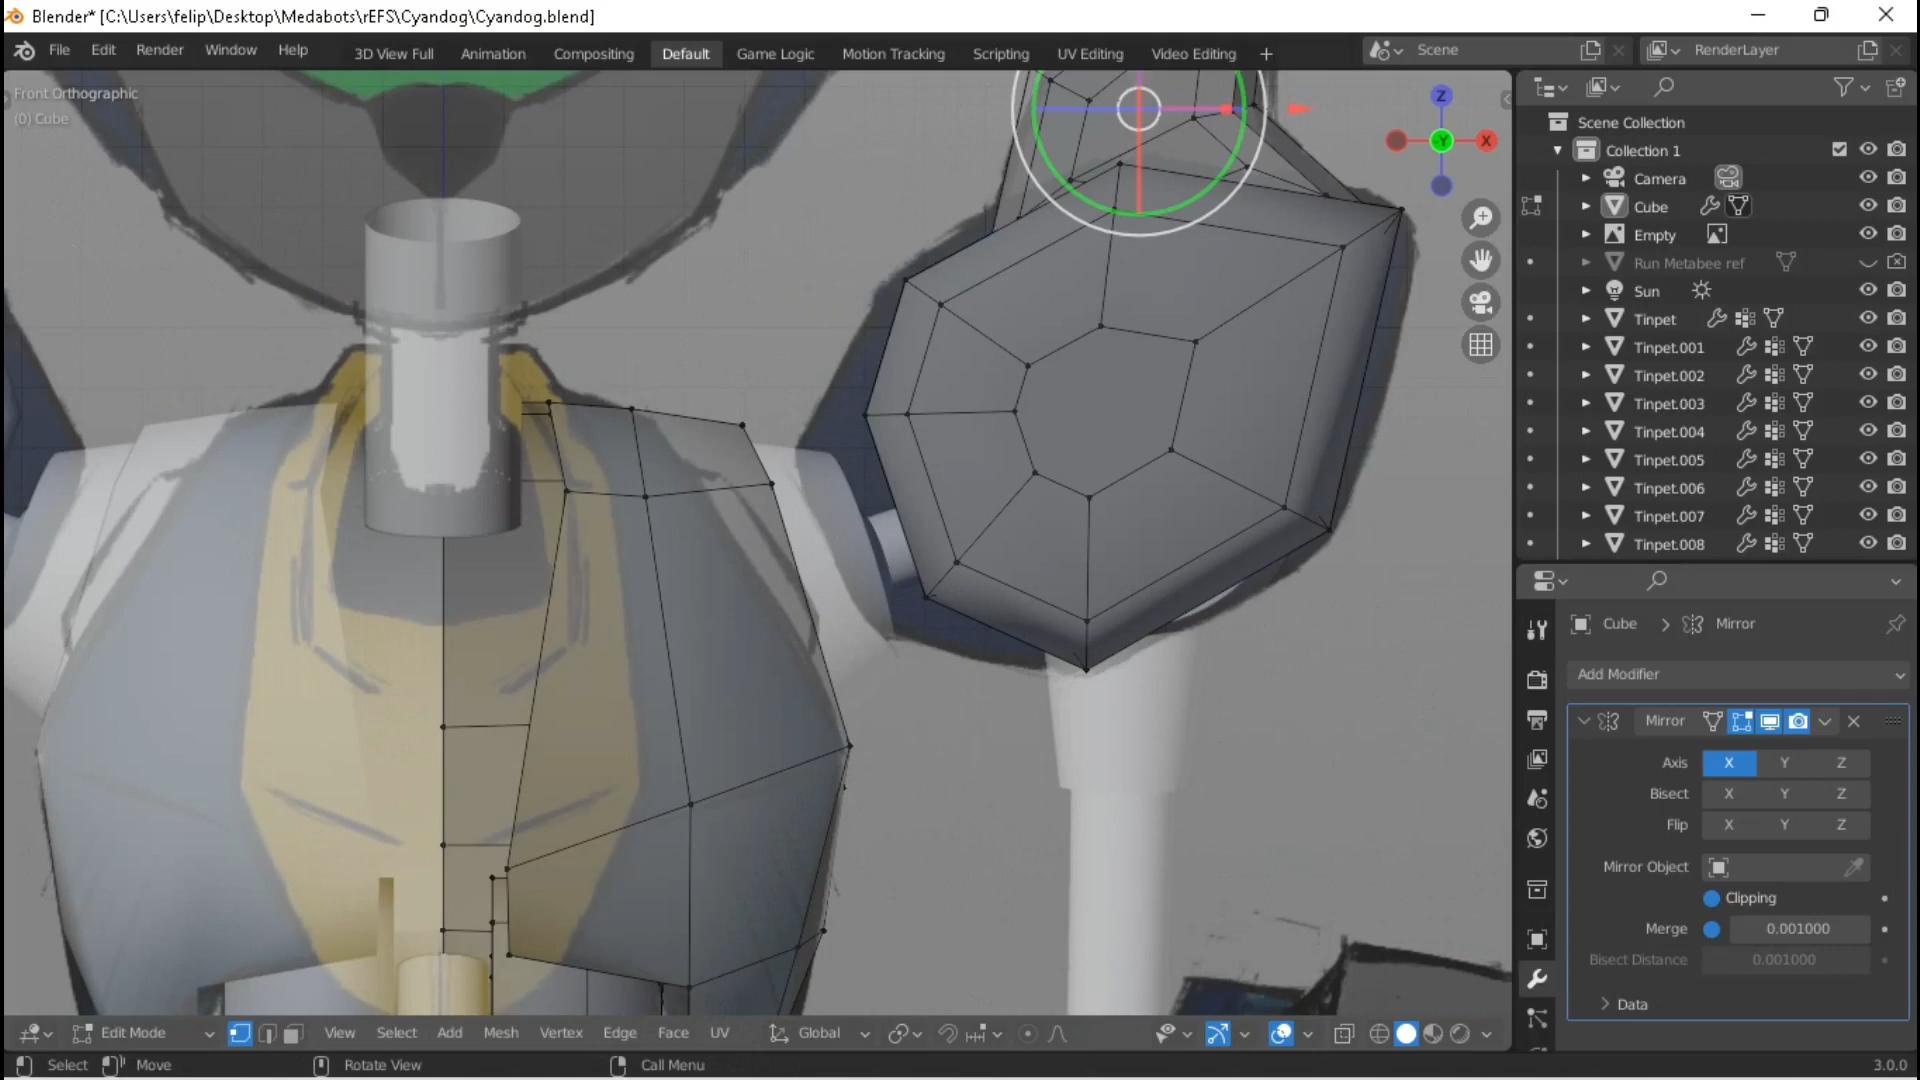 Blender* [C:\Users\felip\Desktop\Medabots\rEFS\Cyandog\Cyandog.blend]
File Edit Render Window Help 3D View Full Animation Compositing Default Game Logic Motion Tracking Scripting UV Editing Video Editing + Scene RenderLayer
Front Orthographic
(0) Cube
Z
X
Y
Scene Collection
Collection 1
Camera
Cube
Empty
Run Metabee ref
Sun
Tinpet
Tinpet.001
Tinpet.002
Tinpet.003
Tinpet.004
Tinpet.005
Tinpet.006
Tinpet.007
Tinpet.008
Cube > Mirror
Add Modifier
Mirror
Axis X Y Z
Bisect X Y Z
Flip X Y Z
Mirror Object
Clipping
Merge 0.001000
Bisect Distance 0.001000
Data
Edit Mode View Select Add Mesh Vertex Edge Face UV Global
Select Move Rotate View Call Menu 3.0.0